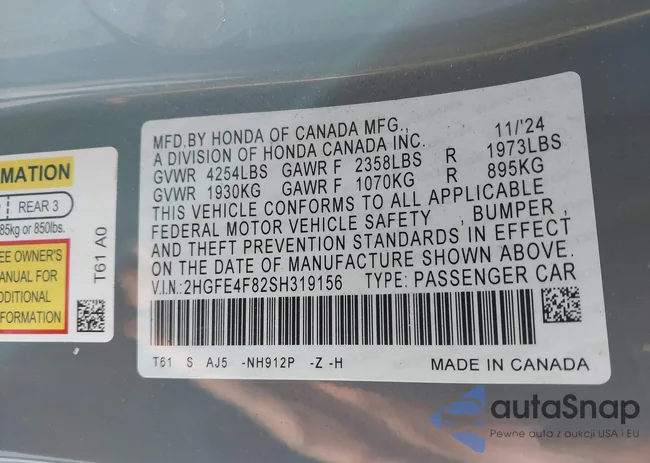 MATION
REAR 3
85kg or 850lbs.
EE OWNER'S
ANUAL FOR
DDITIONAL
FORMATION
T61 A0
MFD.BY HONDA OF CANADA MFG., 11/'24
A DIVISION OF HONDA CANADA INC.
GVWR 4254LBS GAWR F 2358LBS R 1973LBS
GVWR 1930KG GAWR F 1070KG R 895KG
THIS VEHICLE CONFORMS TO ALL APPLICABLE
FEDERAL MOTOR VEHICLE SAFETY , BUMPER ,
AND THEFT PREVENTION STANDARDS IN EFFECT
ON THE DATE OF MANUFACTURE SHOWN ABOVE.
V.I.N.:2HGFE4F82SH319156 TYPE: PASSENGER CAR
T61 S AJ5 -NH912P -Z -H
MADE IN CANADA
autaSnap
Pewne auta z aukcji USA i EU